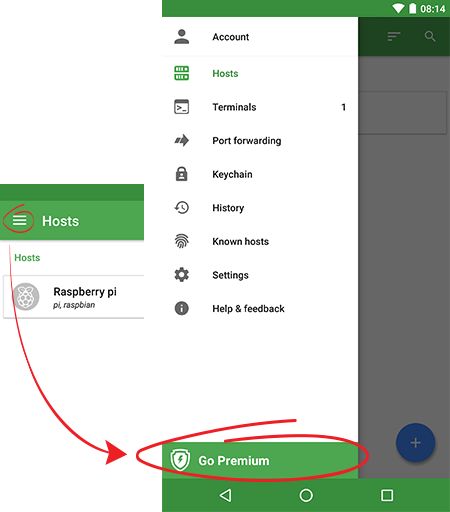 08:14
Account
Hosts
Terminals 1
Port forwarding
Keychain
History
Known hosts
Settings
Help & feedback
Go Premium
Hosts
Hosts
Raspberry pi
pi, raspbian